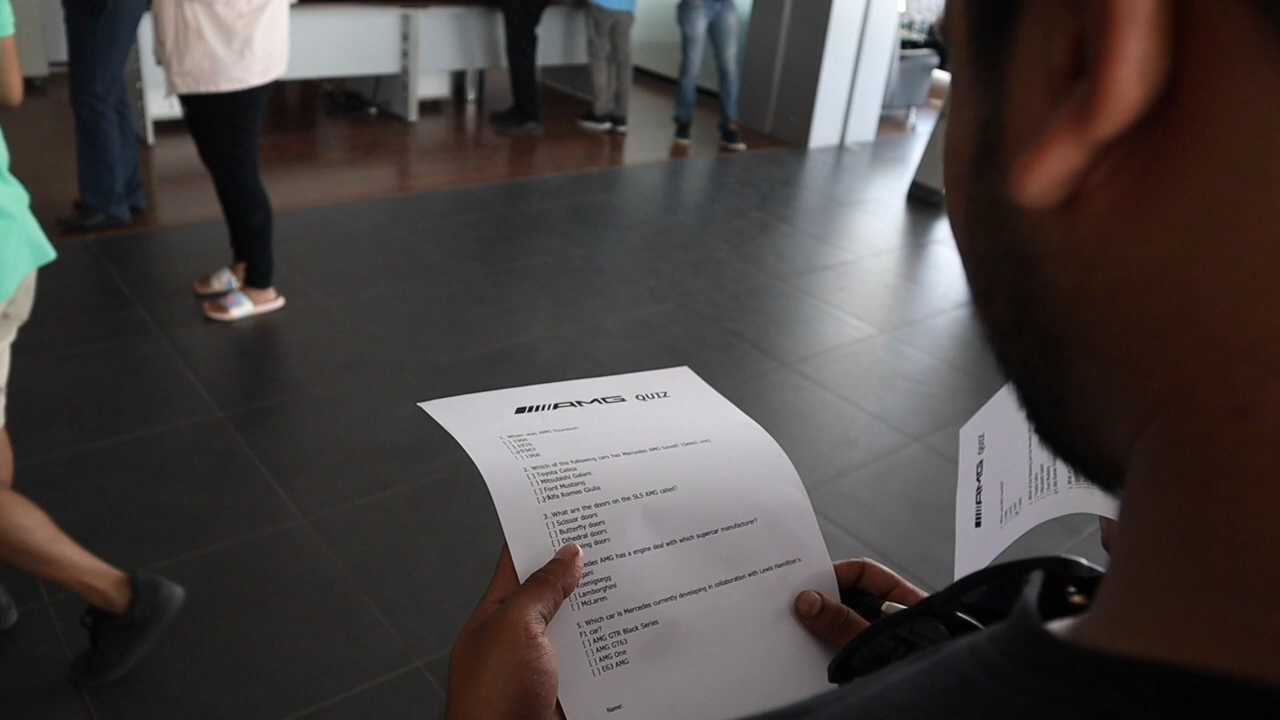 AMG QUIZ
1. When was AMG founded?
[ ] 1966
[ ] 1970
[ ] 1967
[ ] 1968
2. Which of the following cars has Mercedes AMG tuned? (Select one)
[ ] Toyota Celica
[ ] Mitsubishi Galant
[ ] Ford Mustang
[ ] Alfa Romeo Giulia
3. What are the doors on the SLS AMG called?
[ ] Scissor doors
[ ] Butterfly doors
[ ] Dihedral doors
[ ] doors
AMG has a engine deal with which supercar manufacturer?
[ ] Lamborghini
[ ] McLaren
5. Which car is Mercedes currently developing in collaboration with Lewis Hamilton's
F1 car?
[ ] AMG GTR Black Series
[ ] AMG GT63
[ ] AMG One
[ ] E63 AMG
Name:
AMG QUIZ